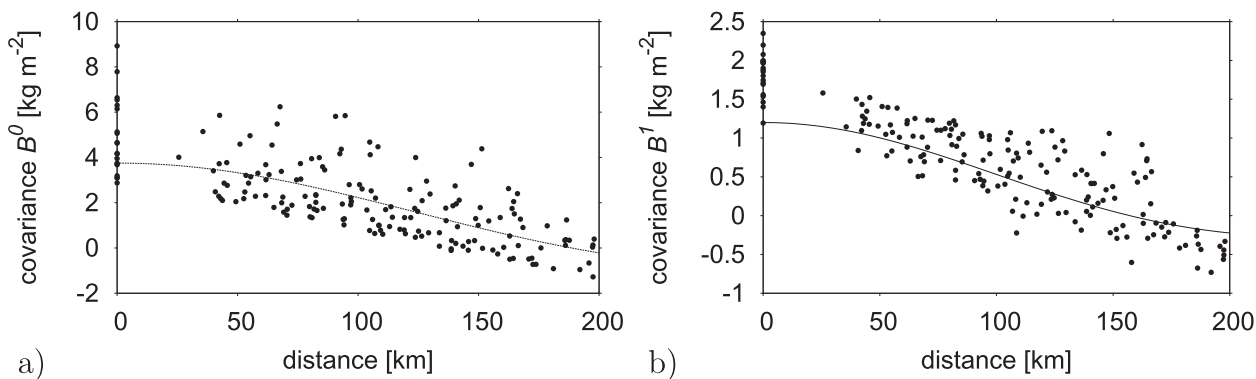 covariance B⁰ [kg m⁻²]
10
8
6
4
2
0
-2
0 50 100 150 200
distance [km]
a)
covariance B¹ [kg m⁻²]
2.5
2
1.5
1
0.5
0
-0.5
-1
0 50 100 150 200
distance [km]
b)